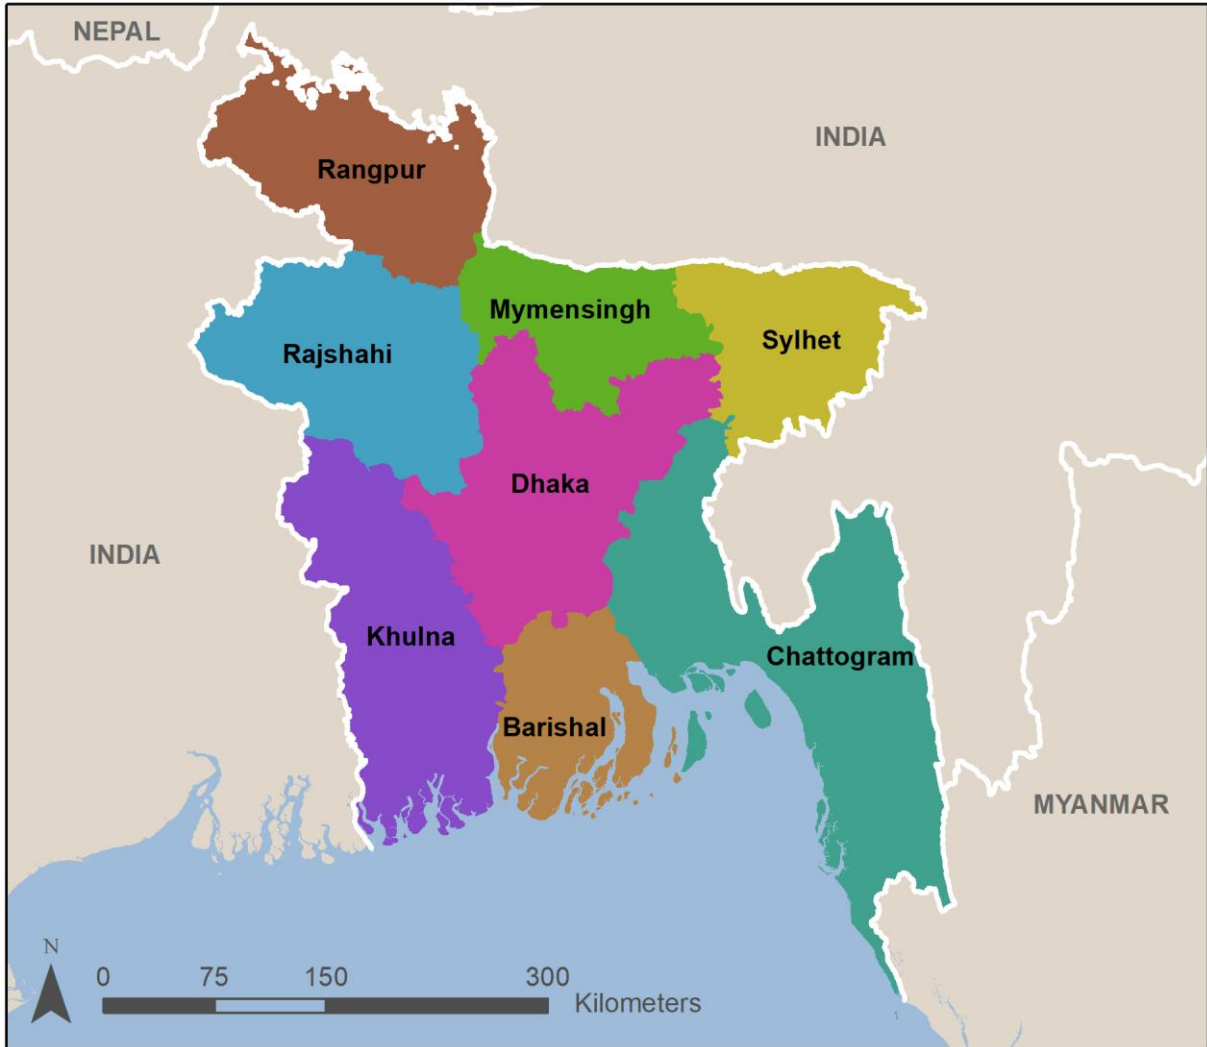 NEPAL
INDIA
Rangpur
Mymensingh
Sylhet
Rajshahi
Dhaka
INDIA
Khulna
Chattogram
Barishal
MYANMAR
N
0 75 150 300
Kilometers